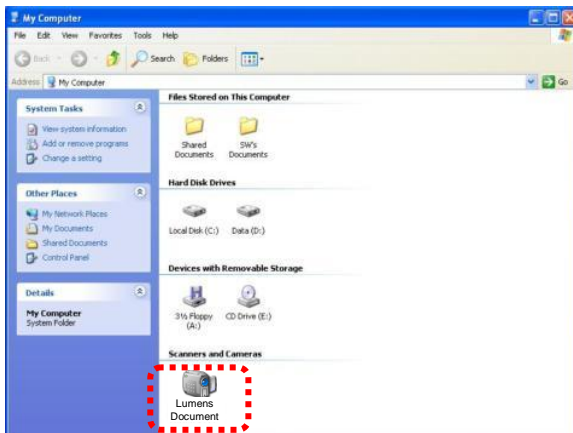 My Computer
File Edit View Favorites Tools Help
Back Search Folders
Address My Computer Go
System Tasks
View system information
Add or remove programs
Change a setting
Other Places
My Network Places
My Documents
Shared Documents
Control Panel
Details
My Computer
System Folder
Files Stored on This Computer
Shared Documents
SW's Documents
Hard Disk Drives
Local Disk (C:) Data (D:)
Devices with Removable Storage
3½ Floppy (A:)
CD Drive (E:)
Scanners and Cameras
Lumens
Document